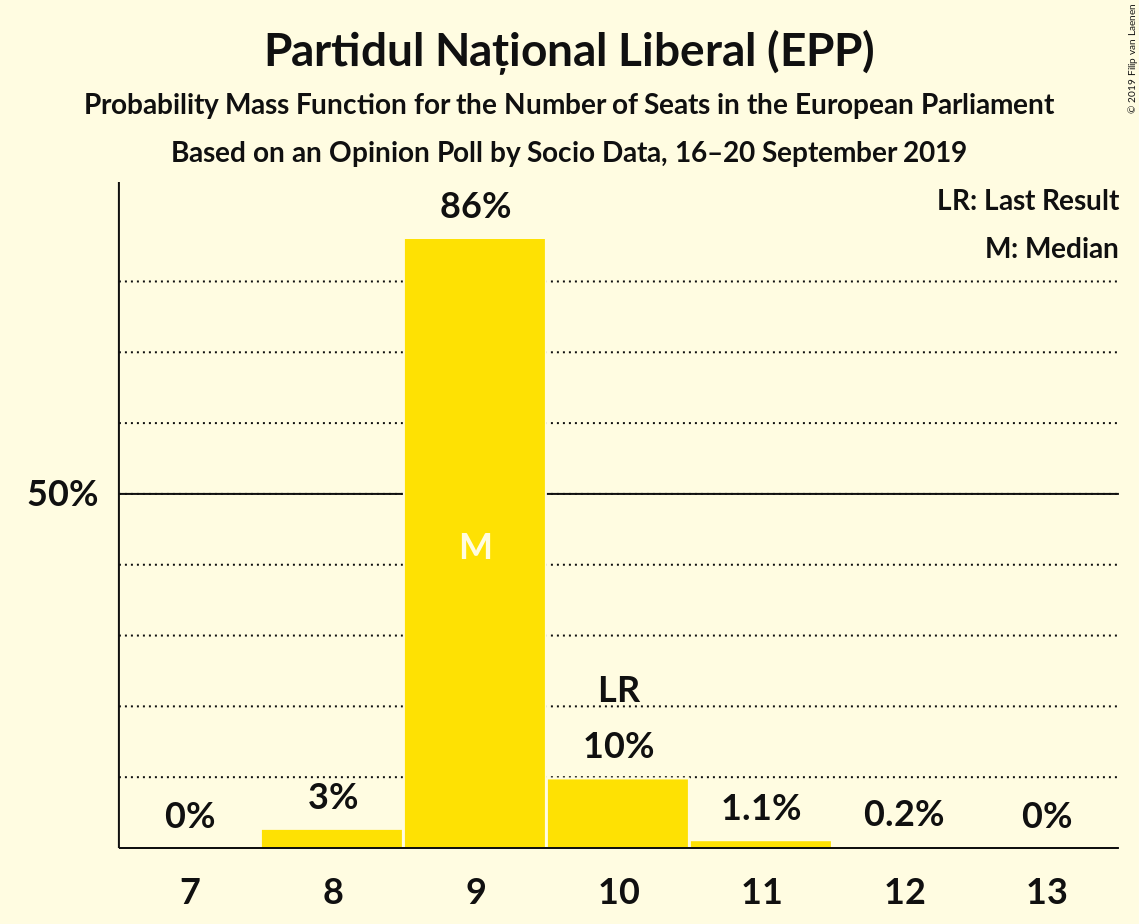 Partidul Național Liberal (EPP)
Probability Mass Function for the Number of Seats in the European Parliament
Based on an Opinion Poll by Socio Data, 16–20 September 2019
© 2019 Filip van Laenen
LR: Last Result
M: Median
86%
50%
M
LR
10%
0%
3%
1.1%
0.2%
0%
7
8
9
10
11
12
13